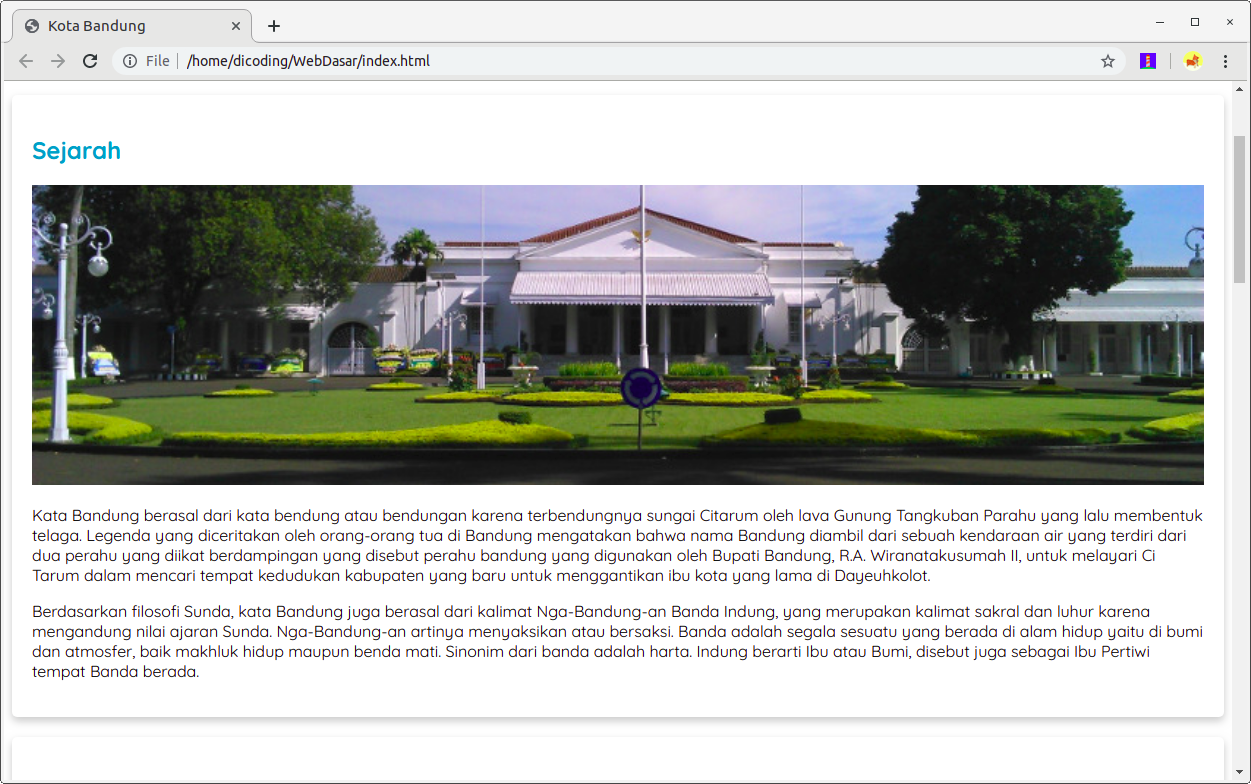 Kota Bandung
File
/home/dicoding/WebDasar/index.html
Sejarah
Kata Bandung berasal dari kata bendung atau bendungan karena terbendungnya sungai Citarum oleh lava Gunung Tangkuban Parahu yang lalu membentuk
telaga. Legenda yang diceritakan oleh orang-orang tua di Bandung mengatakan bahwa nama Bandung diambil dari sebuah kendaraan air yang terdiri dari
dua perahu yang diikat berdampingan yang disebut perahu bandung yang digunakan oleh Bupati Bandung, R.A. Wiranatakusumah II, untuk melayari Ci
Tarum dalam mencari tempat kedudukan kabupaten yang baru untuk menggantikan ibu kota yang lama di Dayeuhkolot.
Berdasarkan filosofi Sunda, kata Bandung juga berasal dari kalimat Nga-Bandung-an Banda Indung, yang merupakan kalimat sakral dan luhur karena
mengandung nilai ajaran Sunda. Nga-Bandung-an artinya menyaksikan atau bersaksi. Banda adalah segala sesuatu yang berada di alam hidup yaitu di bumi
dan atmosfer, baik makhluk hidup maupun benda mati. Sinonim dari banda adalah harta. Indung berarti Ibu atau Bumi, disebut juga sebagai Ibu Pertiwi
tempat Banda berada.